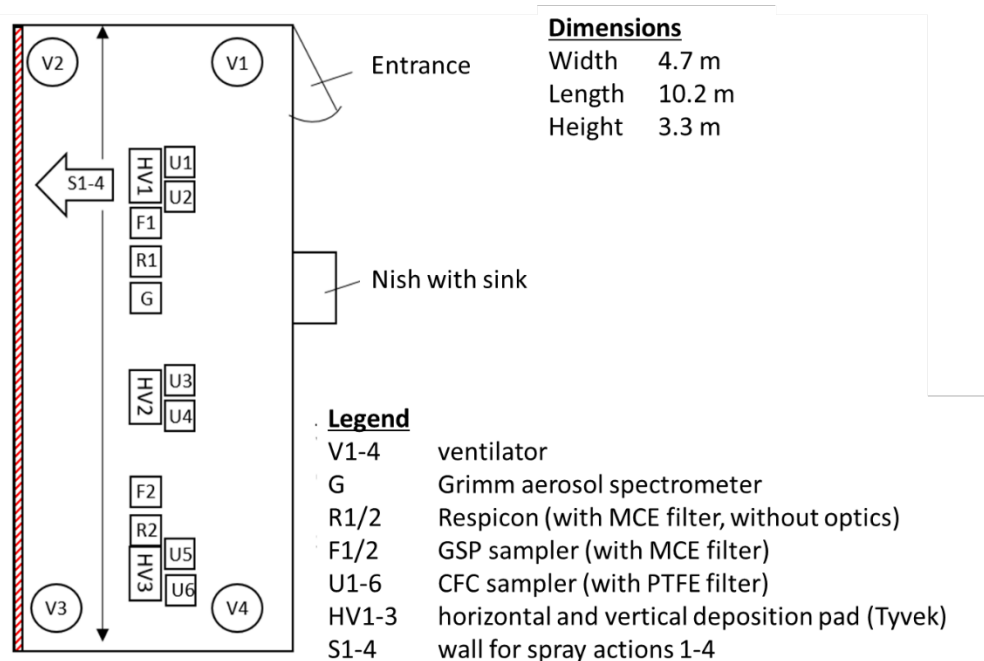 Dimensions
Width 4.7 m
Length 10.2 m
Height 3.3 m
V2
V1
Entrance
S1-4
HV1
U1
U2
F1
R1
G
Nish with sink
HV2
U3
U4
F2
R2
HV3
U5
U6
V3
V4
Legend
V1-4 ventilator
G Grimm aerosol spectrometer
R1/2 Respicon (with MCE filter, without optics)
F1/2 GSP sampler (with MCE filter)
U1-6 CFC sampler (with PTFE filter)
HV1-3 horizontal and vertical deposition pad (Tyvek)
S1-4 wall for spray actions 1-4